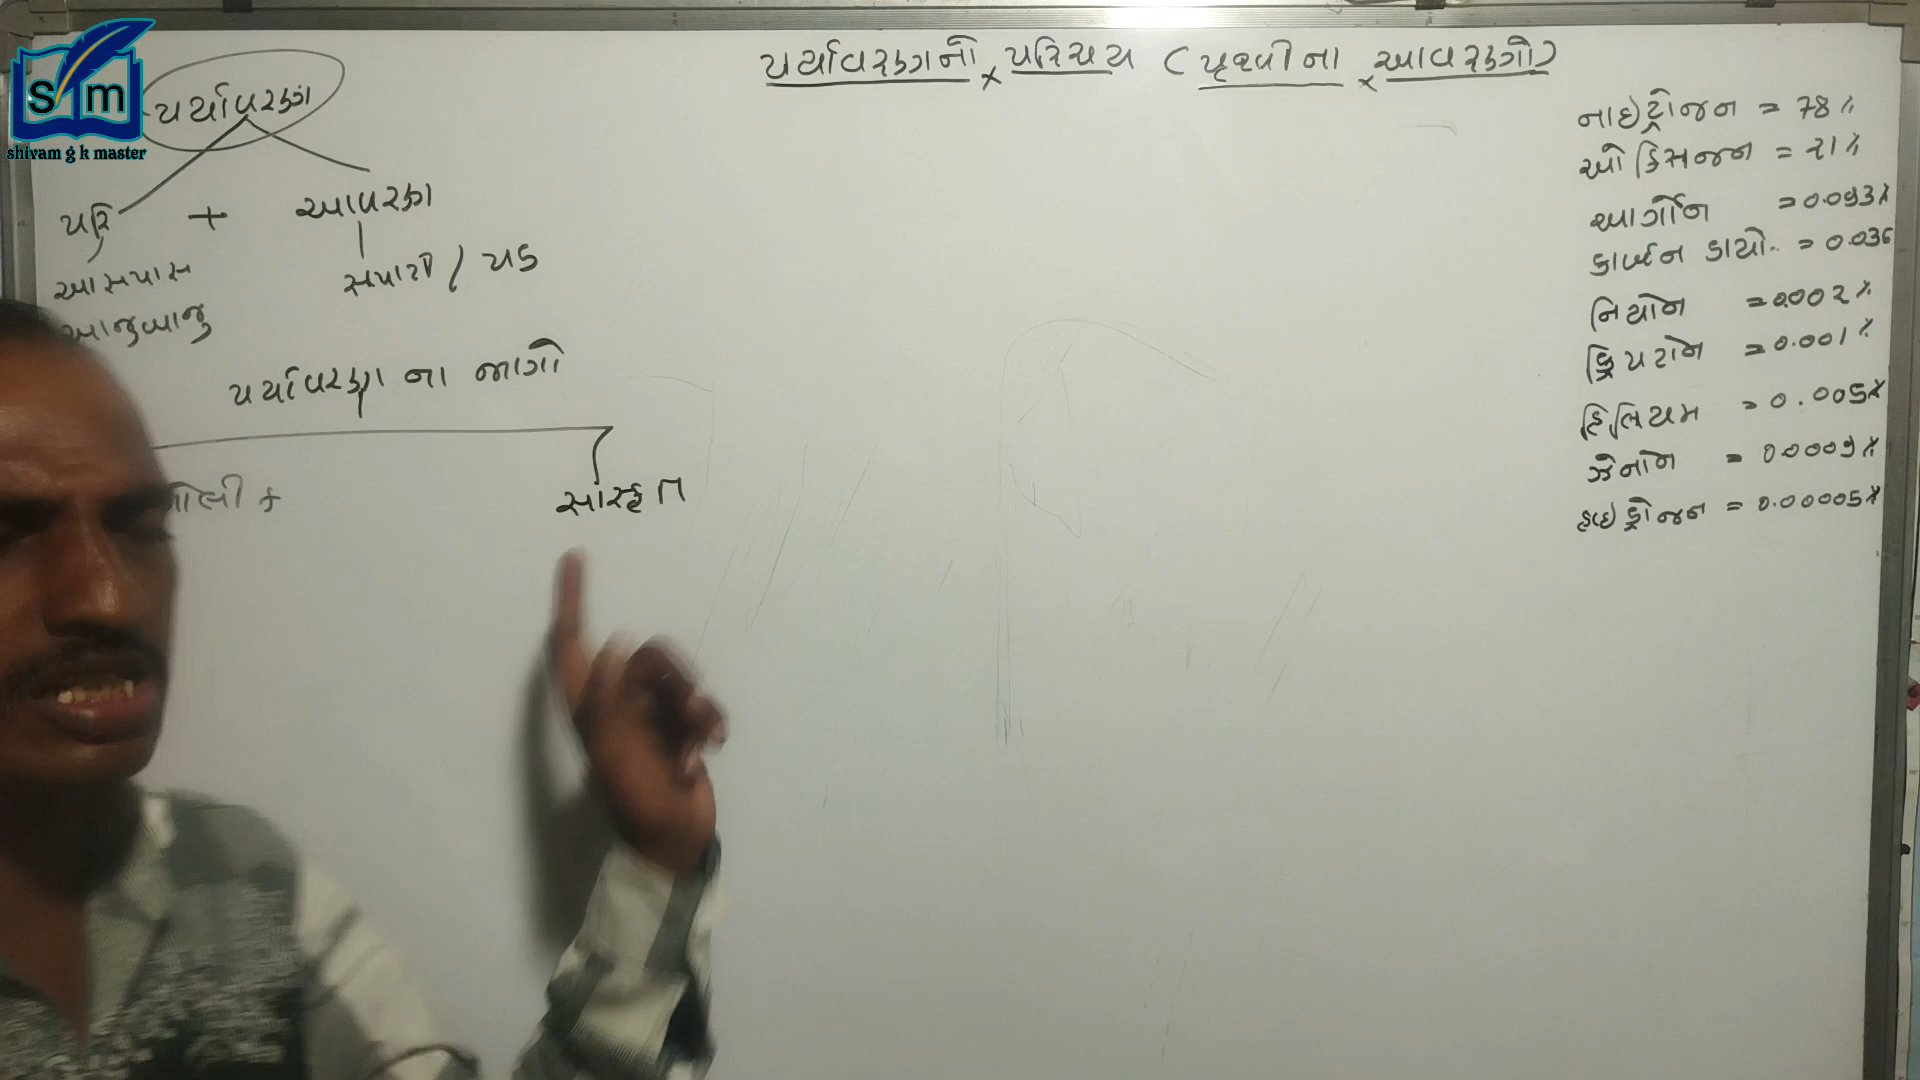 S m
shivam g k master
પર્યાવરણનો પરિચય ( પૃથ્વીના આવરણો)
પર્યાવરણ
પરિ + આવરણ
આસપાસ
આજુબાજુ
સપાટી / પડ
પર્યાવરણ ના ભાગો
ગોલીક
સાંસ્કૃત
નાઇટ્રોજન = 78%
ઓક્સિજન = 21%
આર્ગોન = 0.093%
કાર્બન ડાયો.. = 0.036
નિયોન = 0.002%
ક્રિપટોન = 0.001%
હિલિયમ = 0.005%
ઝેનોન = 0.0009%
હાઇડ્રોજન = 0.00005%